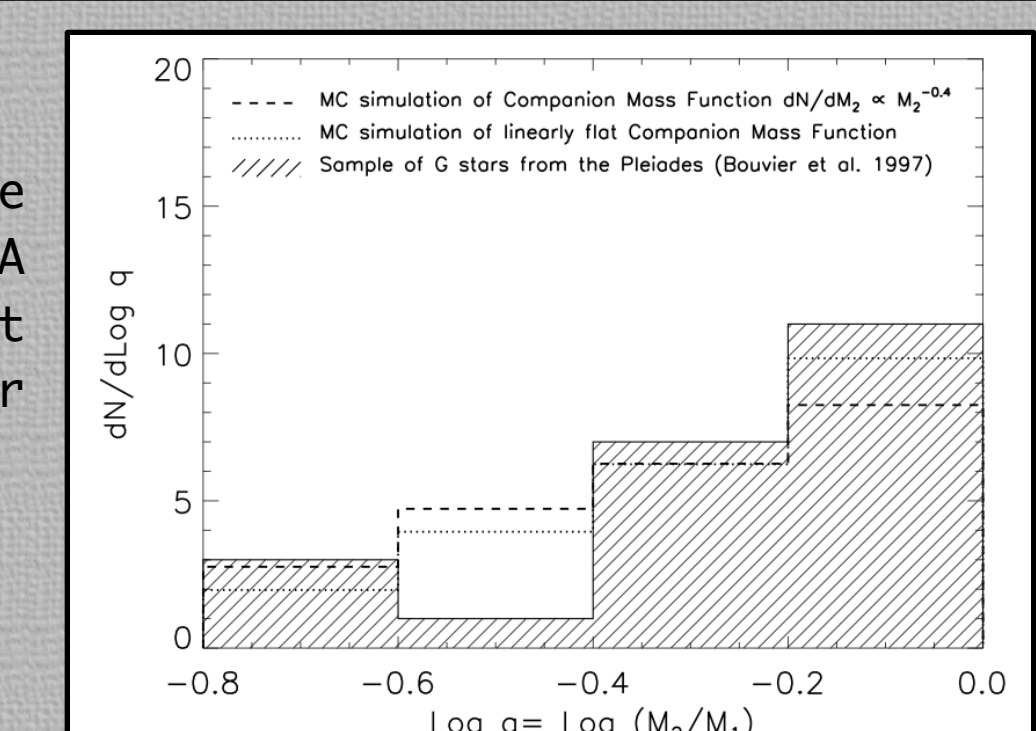 e
A
t
r
20
MC simulation of Companion Mass Function dN/dM₂ ∝ M₂⁻⁰·⁴
MC simulation of linearly flat Companion Mass Function
Sample of G stars from the Pleiades (Bouvier et al. 1997)
15
dN/dLog q
10
5
0
−0.8 −0.6 −0.4 −0.2 0.0
Log q= Log (M₂/M₁)